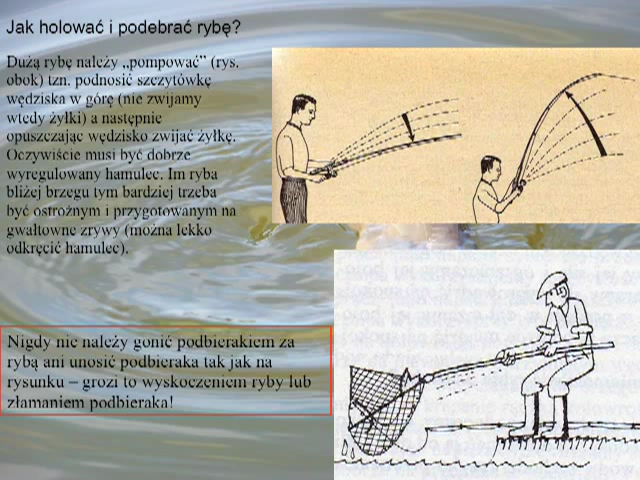 Jak holować i podebrać rybę?
Dużą rybę należy „pompować” (rys.
obok) tzn. podnosić szczytówkę
wędziska w górę (nie zwijamy
wtedy żyłki) a następnie
opuszczając wędzisko zwijać żyłkę.
Oczywiście musi być dobrze
wyregulowany hamulec. Im ryba
bliżej brzegu tym bardziej trzeba
być ostrożnym i przygotowanym na
gwałtowne zrywy (można lekko
odkręcić hamulec).
Nigdy nie należy gonić podbierakiem za
rybą ani unosić podbieraka tak jak na
rysunku – grozi to wyskoczeniem ryby lub
złamaniem podbieraka!